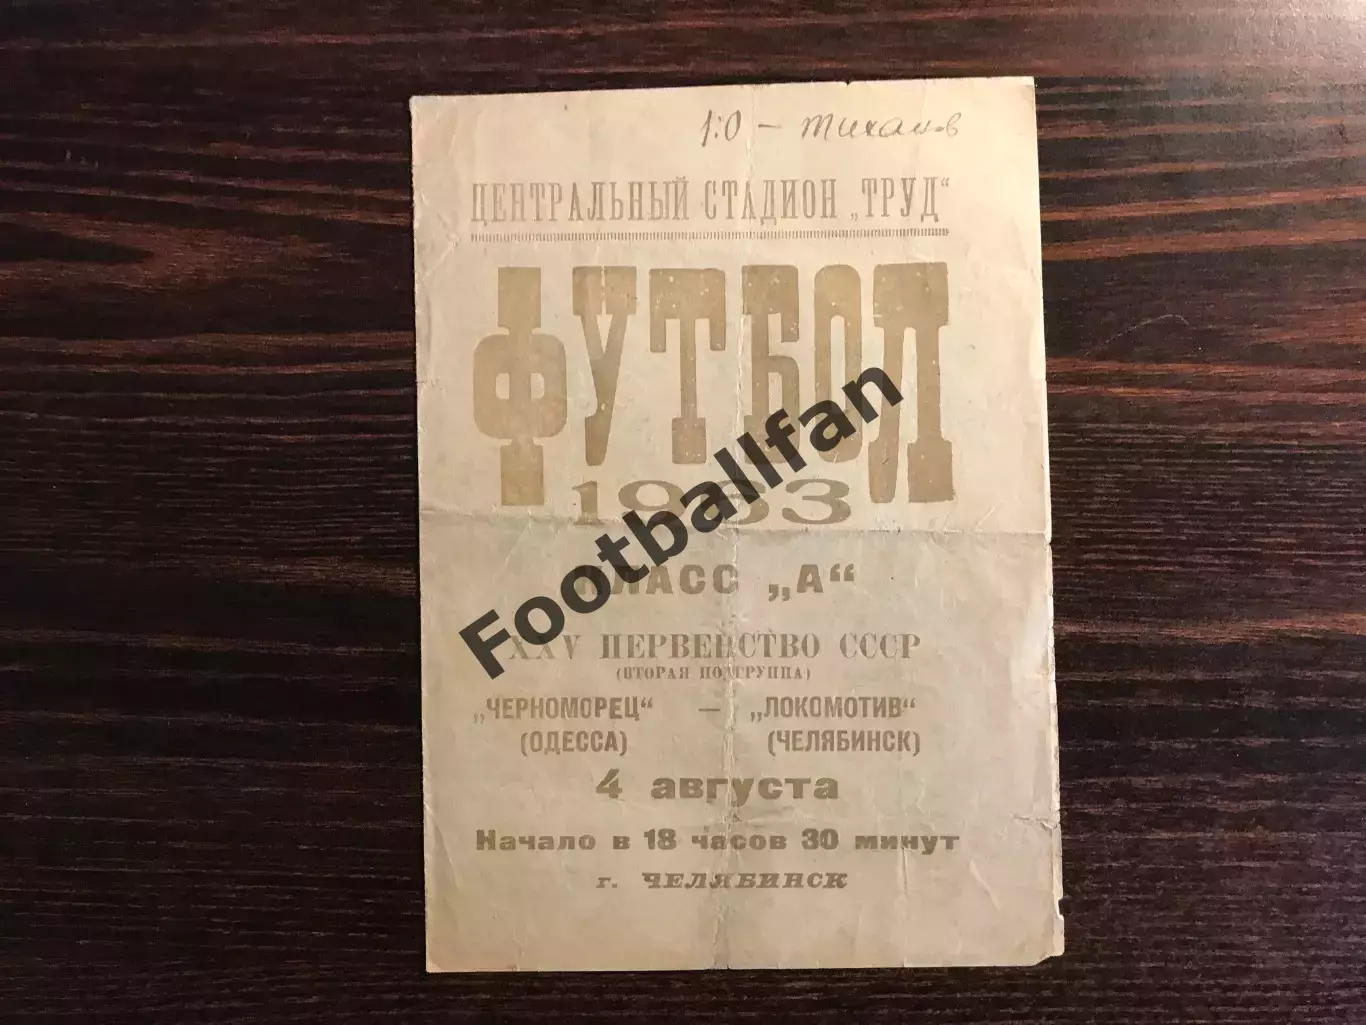 1:0 — Тиханов
ЦЕНТРАЛЬНЫЙ СТАДИОН „ТРУД“
ФУТБОЛ
1963
КЛАСС „А“
XXV ПЕРВЕНСТВО СССР
(ВТОРАЯ ПОДГРУППА)
„ЧЕРНОМОРЕЦ“ — „ЛОКОМОТИВ“
(ОДЕССА) (ЧЕЛЯБИНСК)
4 августа
Начало в 18 часов 30 минут
г. ЧЕЛЯБИНСК
Footballfan